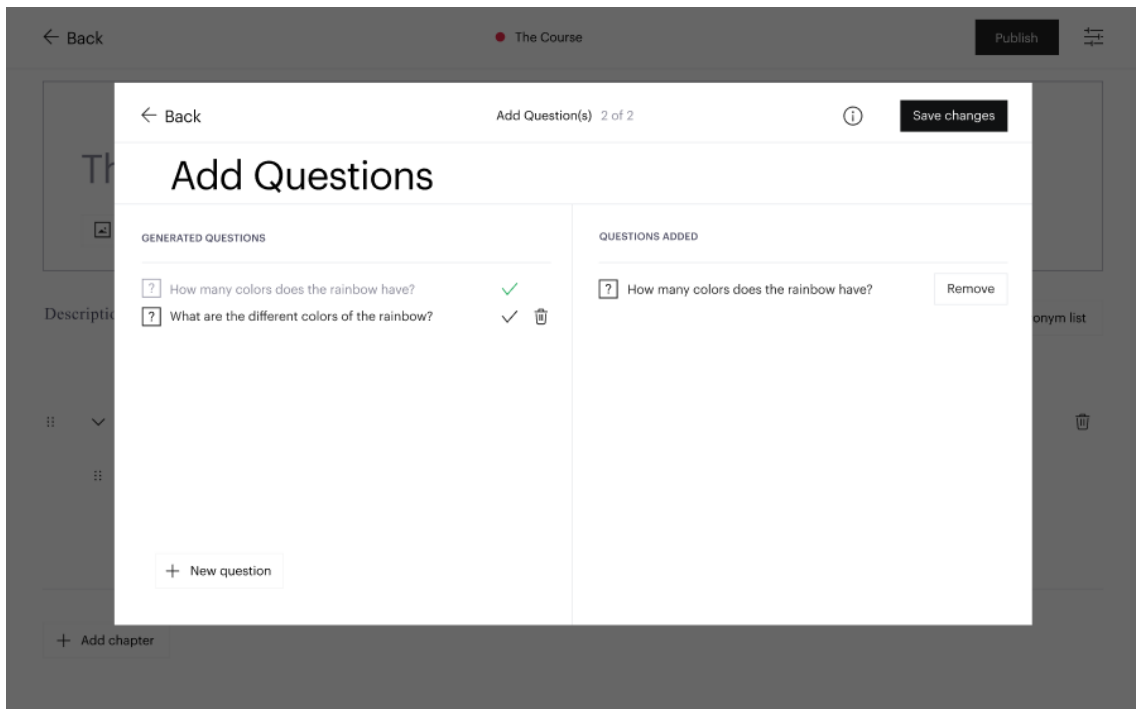 Back
The Course
Publish
Back
Add Question(s) 2 of 2
Save changes
Add Questions
GENERATED QUESTIONS
? How many colors does the rainbow have?
? What are the different colors of the rainbow?
+ New question
QUESTIONS ADDED
? How many colors does the rainbow have?
Remove
Th
Descriptio
onym list
+ Add chapter